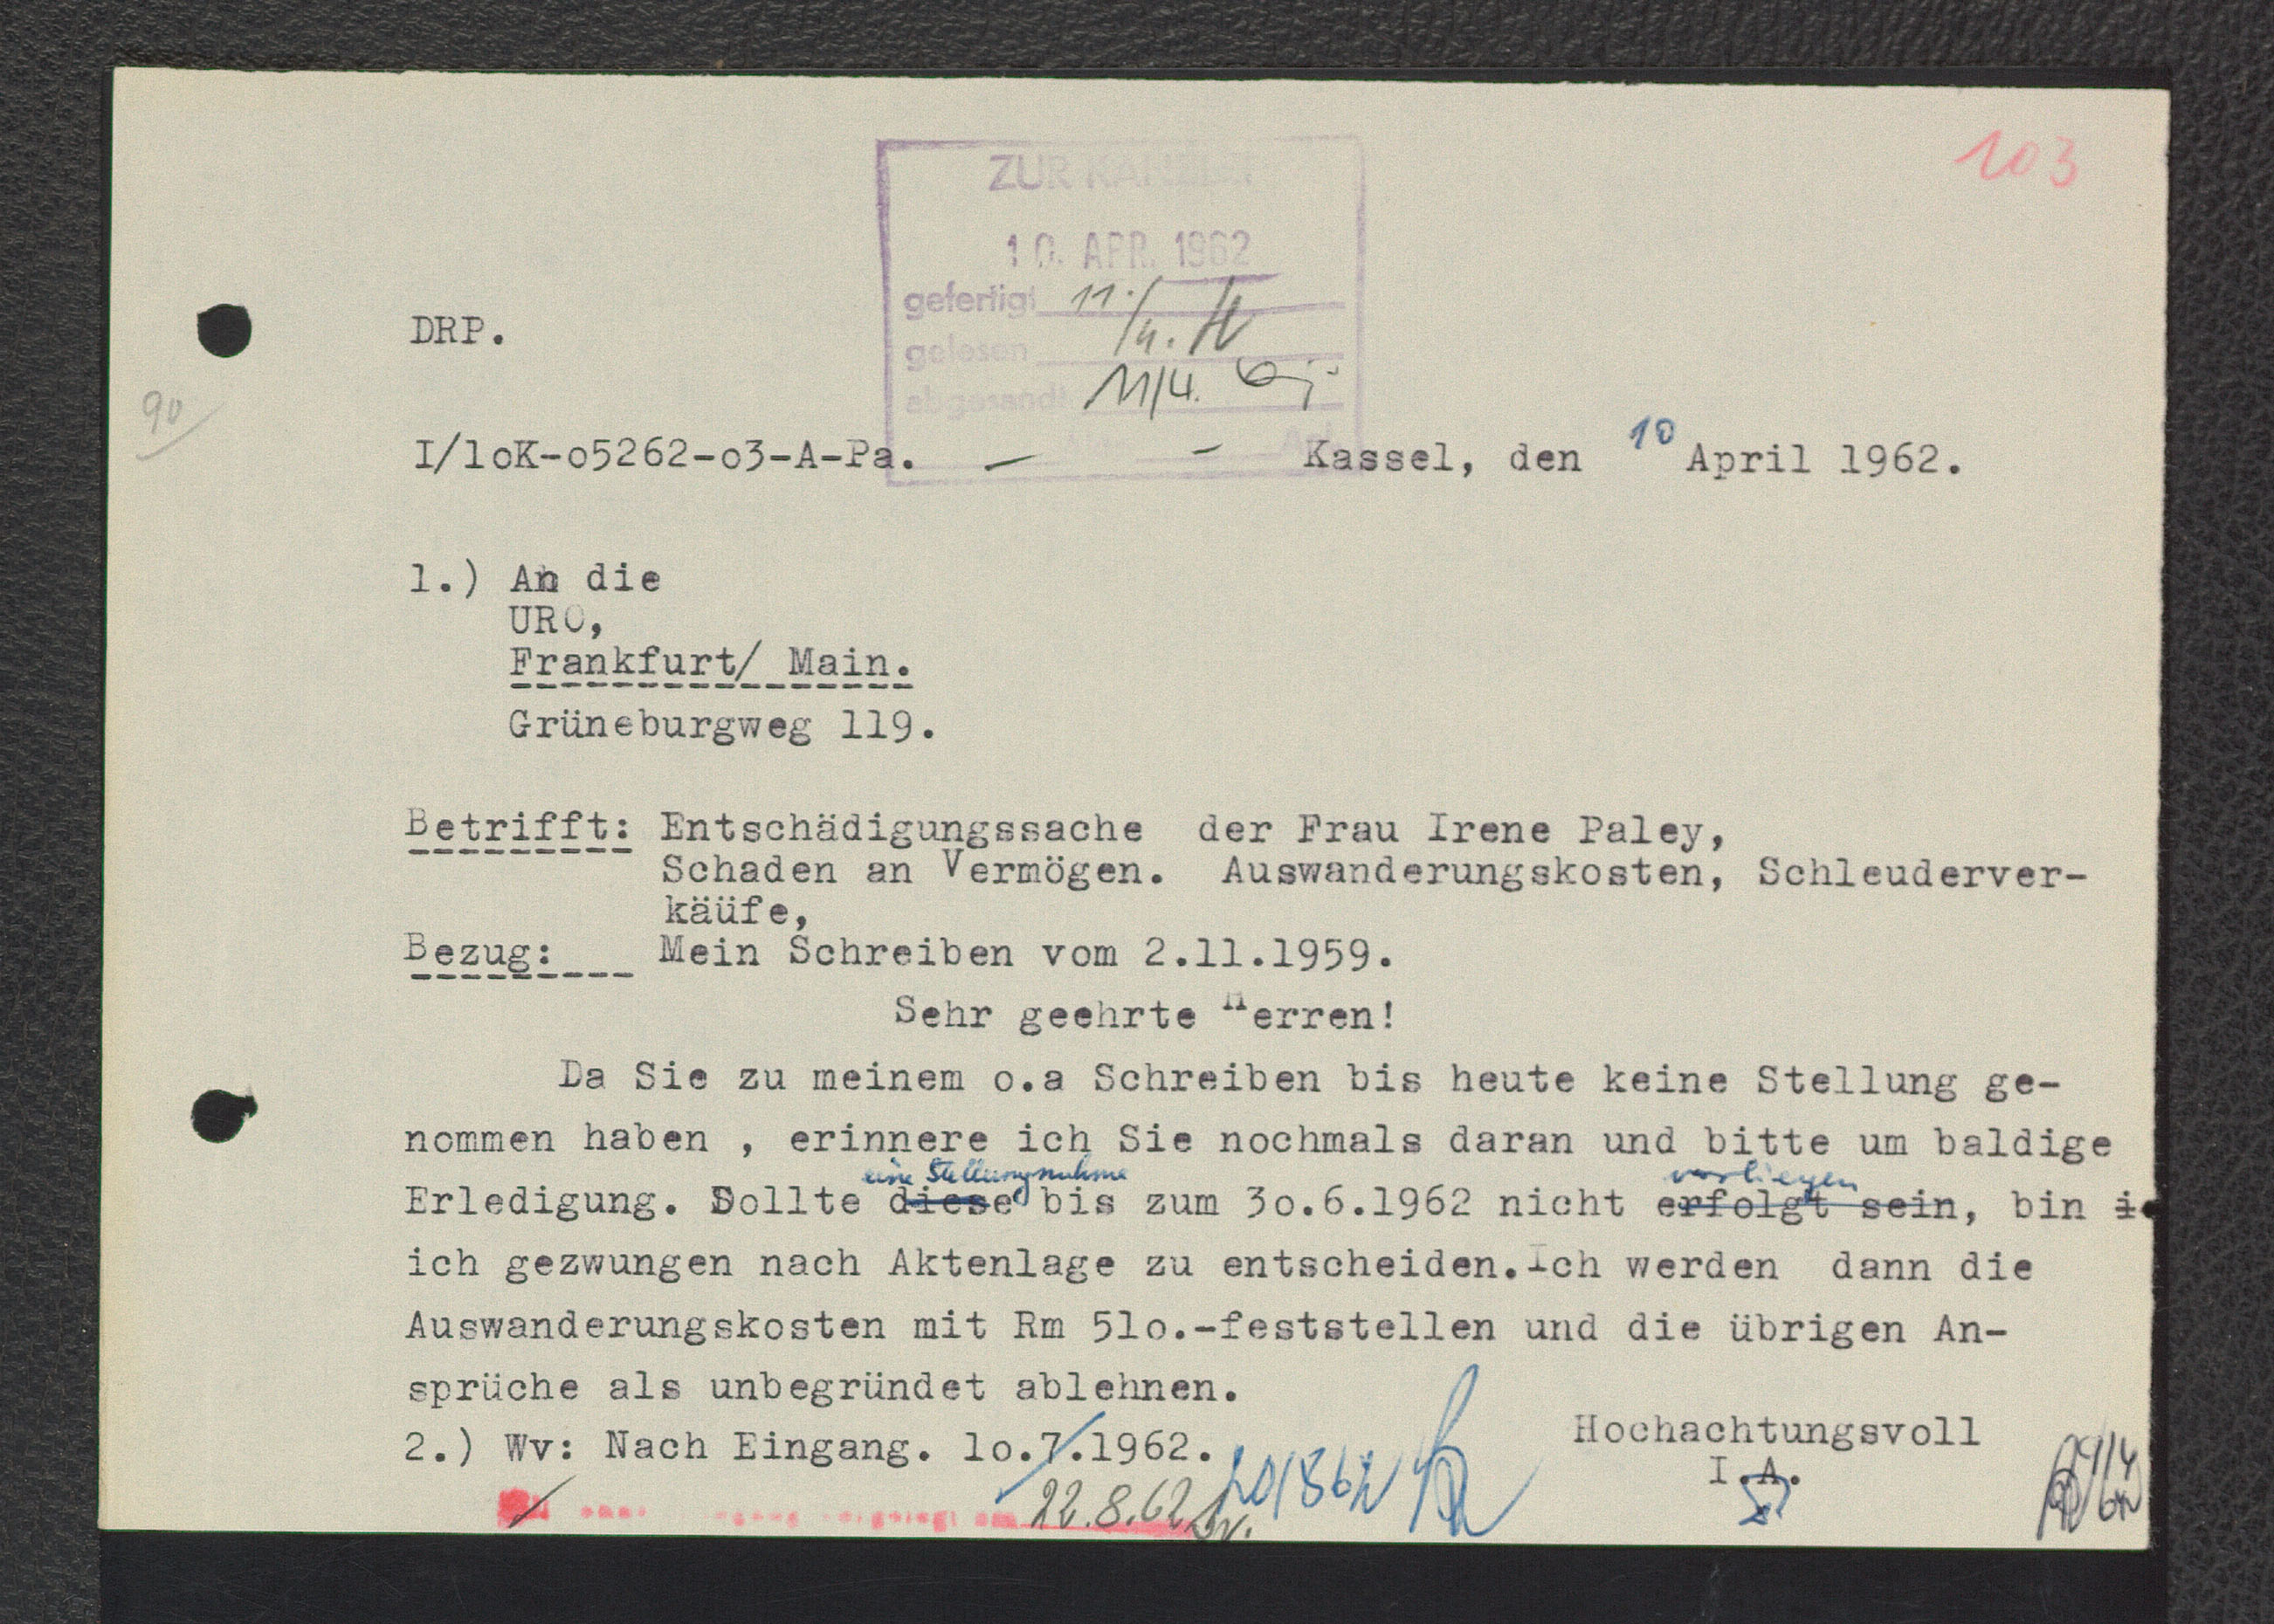 103
ZUR KANZLEI
10. APR. 1962
gefertigt 11./4.
DRP.
gelesen
abgesandt 11/4.
90
I/loK-o5262-o3-A-Pa. Kassel, den 10 April 1962.
1.) An die
URO,
Frankfurt/ Main.
Grüneburgweg 119.
Betrifft: Entschädigungssache der Frau Irene Paley,
Schaden an Vermögen. Auswanderungskosten, Schleuderver-
käüfe,
Bezug: Mein Schreiben vom 2.11.1959.
Sehr geehrte Herren!
Da Sie zu meinem o.a Schreiben bis heute keine Stellung ge-
nommen haben , erinnere ich Sie nochmals daran und bitte um baldige
eine Stellungnahme vorliegen
Erledigung. Sollte diese bis zum 3o.6.1962 nicht erfolgt sein, bin i
ich gezwungen nach Aktenlage zu entscheiden.Ich werden dann die
Auswanderungskosten mit Rm 51o.-feststellen und die übrigen An-
sprüche als unbegründet ablehnen.
Hochachtungsvoll
2.) Wv: Nach Eingang. 1o.7.1962.
I.A.
22.8.62